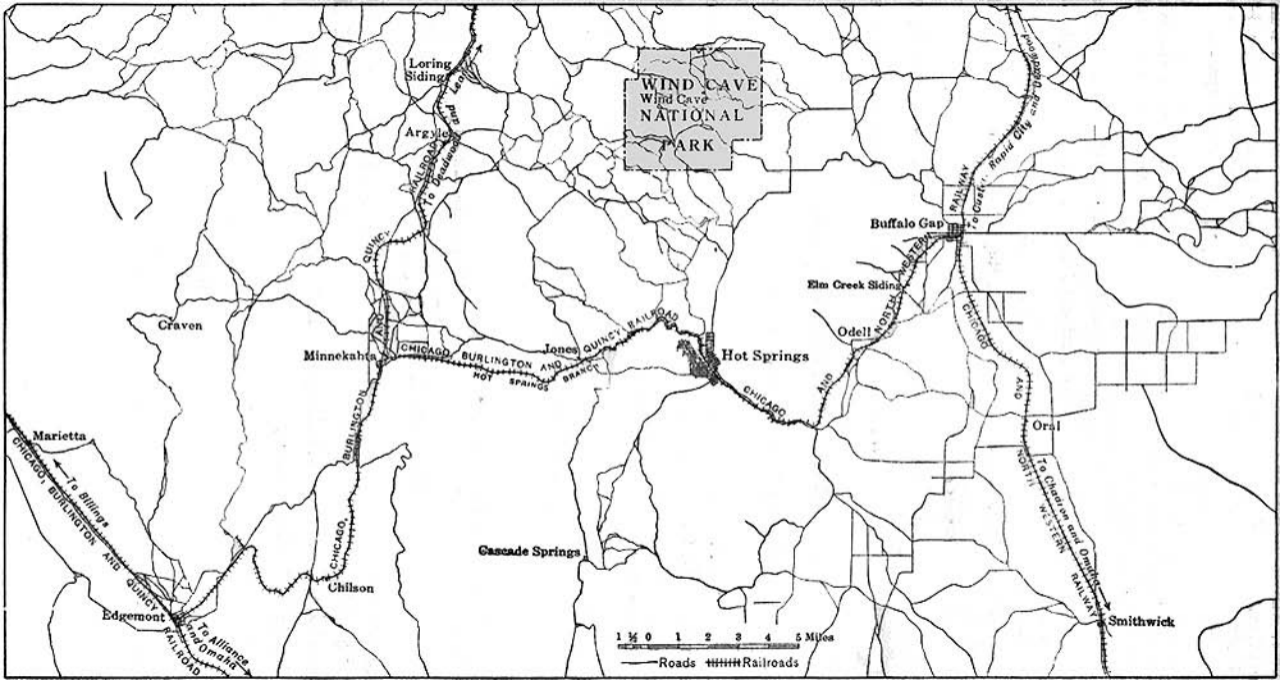 Loring
Siding
Argyle
RAILROAD
To Deadwood and Lead
QUINCY
AND
BURLINGTON
CHICAGO,
WIND CAVE
Wind Cave
NATIONAL
PARK
RAILWAY
to Custer, Rapid City and Deadwood
Buffalo Gap
WESTERN
NORTH
AND
CHICAGO
Elm Creek Siding
Odell
Craven
Minnekahta
CHICAGO, BURLINGTON AND QUINCY RAILROAD
HOT SPRINGS BRANCH
Jones
Hot Springs
CHICAGO
AND
NORTH
WESTERN
RAILWAY
Oral
To Chadron and Omaha
Smithwick
Marietta
To Billings
CHICAGO, BURLINGTON AND QUINCY
RAILROAD
Edgemont
To Alliance
and Omaha
Chilson
Cascade Springs
1 ½ 0 1 2 3 4 5 Miles
Roads Railroads